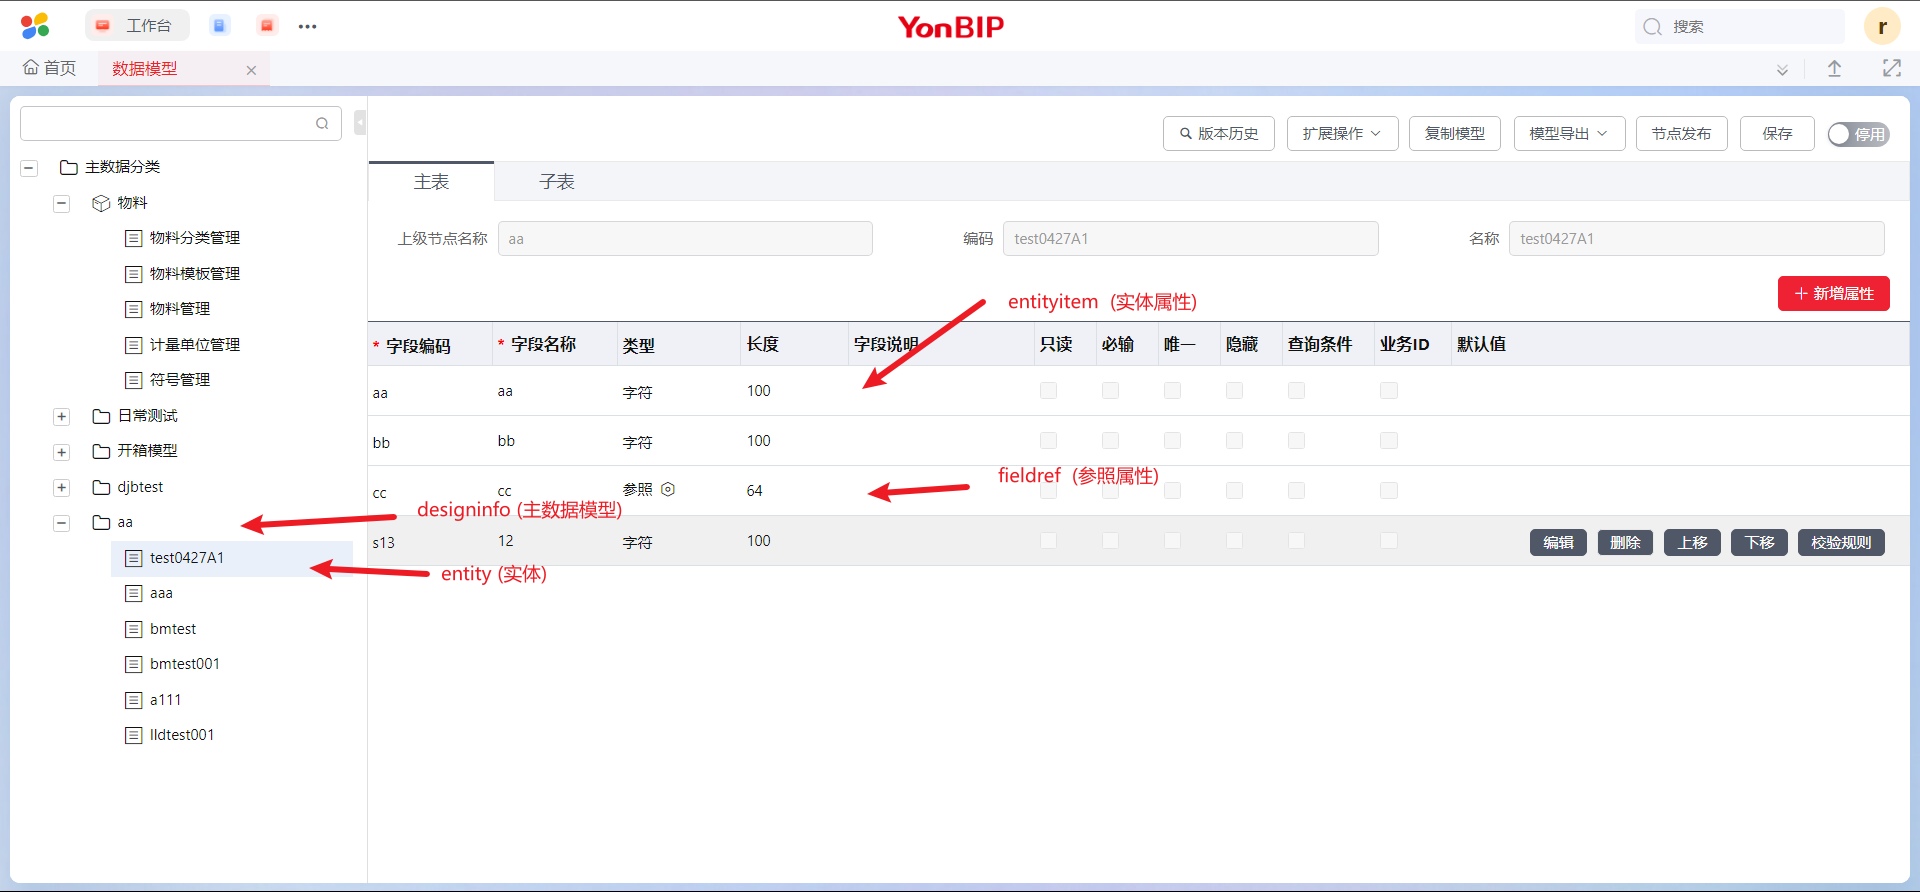 工作台
YonBIP
搜索
r
首页
数据模型
版本历史
扩展操作
复制模型
模型导出
节点发布
保存
停用
主数据分类
物料
物料分类管理
物料模板管理
物料管理
计量单位管理
符号管理
日常测试
开箱模型
djbtest
aa
test0427A1
aaa
bmtest
bmtest001
a111
lldtest001
主表
子表
上级节点名称 aa 编码 test0427A1 名称 test0427A1
新增属性
entityitem (实体属性)
* 字段编码 * 字段名称 类型 长度 字段说明 只读 必输 唯一 隐藏 查询条件 业务ID 默认值
aa aa 字符 100
bb bb 字符 100
fieldref (参照属性)
cc cc 参照 64
designinfo (主数据模型)
s13 12 字符 100 编辑 删除 上移 下移 校验规则
entity (实体)